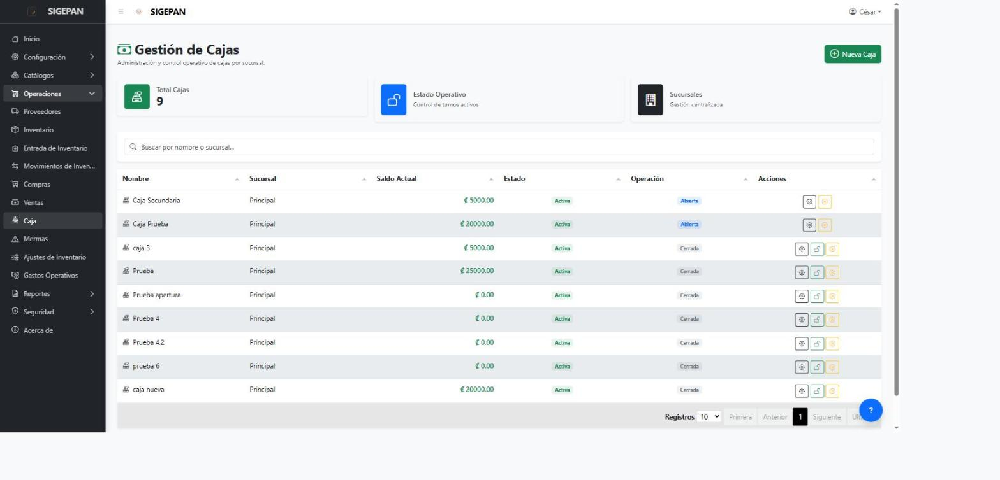 SIGEPAN
SIGEPAN
César
Inicio
Configuración
Catálogos
Operaciones
Proveedores
Inventario
Entrada de Inventario
Movimientos de Inven...
Compras
Ventas
Caja
Mermas
Ajustes de Inventario
Gastos Operativos
Reportes
Seguridad
Acerca de
Gestión de Cajas
Administración y control operativo de cajas por sucursal.
Nueva Caja
Total Cajas
9
Estado Operativo
Control de turnos activos
Sucursales
Gestión centralizada
Buscar por nombre o sucursal...
Nombre Sucursal Saldo Actual Estado Operación Acciones
Caja Secundaria Principal ₡ 5000.00 Activa Abierta
Caja Prueba Principal ₡ 20000.00 Activa Abierta
caja 3 Principal ₡ 5000.00 Activa Cerrada
Prueba Principal ₡ 25000.00 Activa Cerrada
Prueba apertura Principal ₡ 0.00 Activa Cerrada
Prueba 4 Principal ₡ 0.00 Activa Cerrada
Prueba 4.2 Principal ₡ 0.00 Activa Cerrada
prueba 6 Principal ₡ 0.00 Activa Cerrada
caja nueva Principal ₡ 20000.00 Activa Cerrada
Registros 10 Primera Anterior 1 Siguiente
?